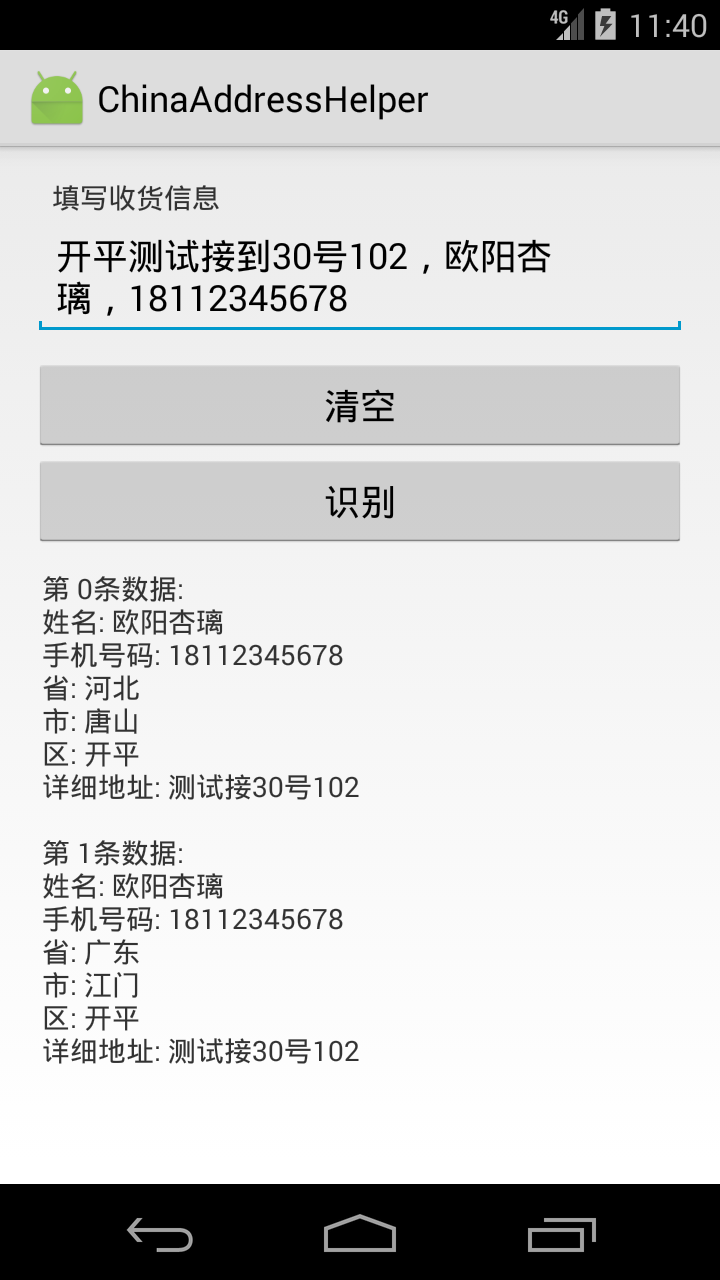 4G 11:40
ChinaAddressHelper
填写收货信息
开平测试接到30号102，欧阳杏
璃，18112345678
清空
识别
第 0条数据:
姓名: 欧阳杏璃
手机号码: 18112345678
省: 河北
市: 唐山
区: 开平
详细地址: 测试接30号102
第 1条数据:
姓名: 欧阳杏璃
手机号码: 18112345678
省: 广东
市: 江门
区: 开平
详细地址: 测试接30号102